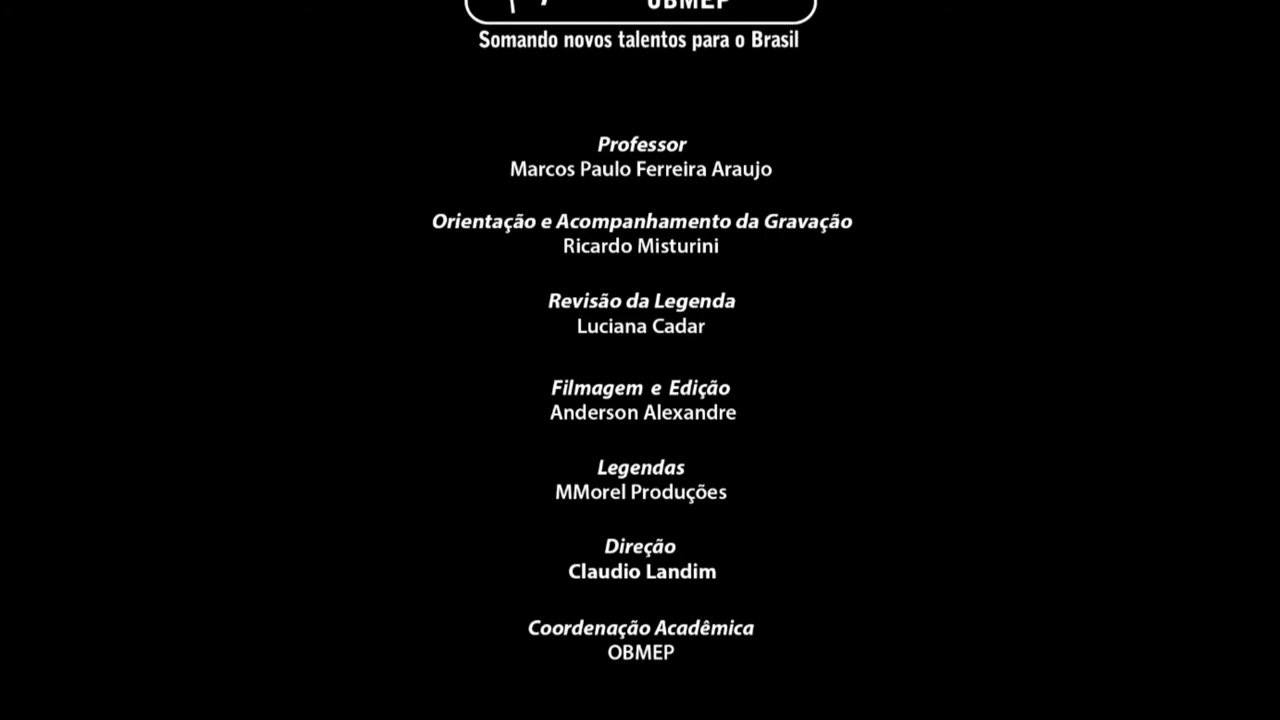 OBMEP
Somando novos talentos para o Brasil
Professor
Marcos Paulo Ferreira Araujo
Orientação e Acompanhamento da Gravação
Ricardo Misturini
Revisão da Legenda
Luciana Cadar
Filmagem e Edição
Anderson Alexandre
Legendas
MMorel Produções
Direção
Claudio Landim
Coordenação Acadêmica
OBMEP